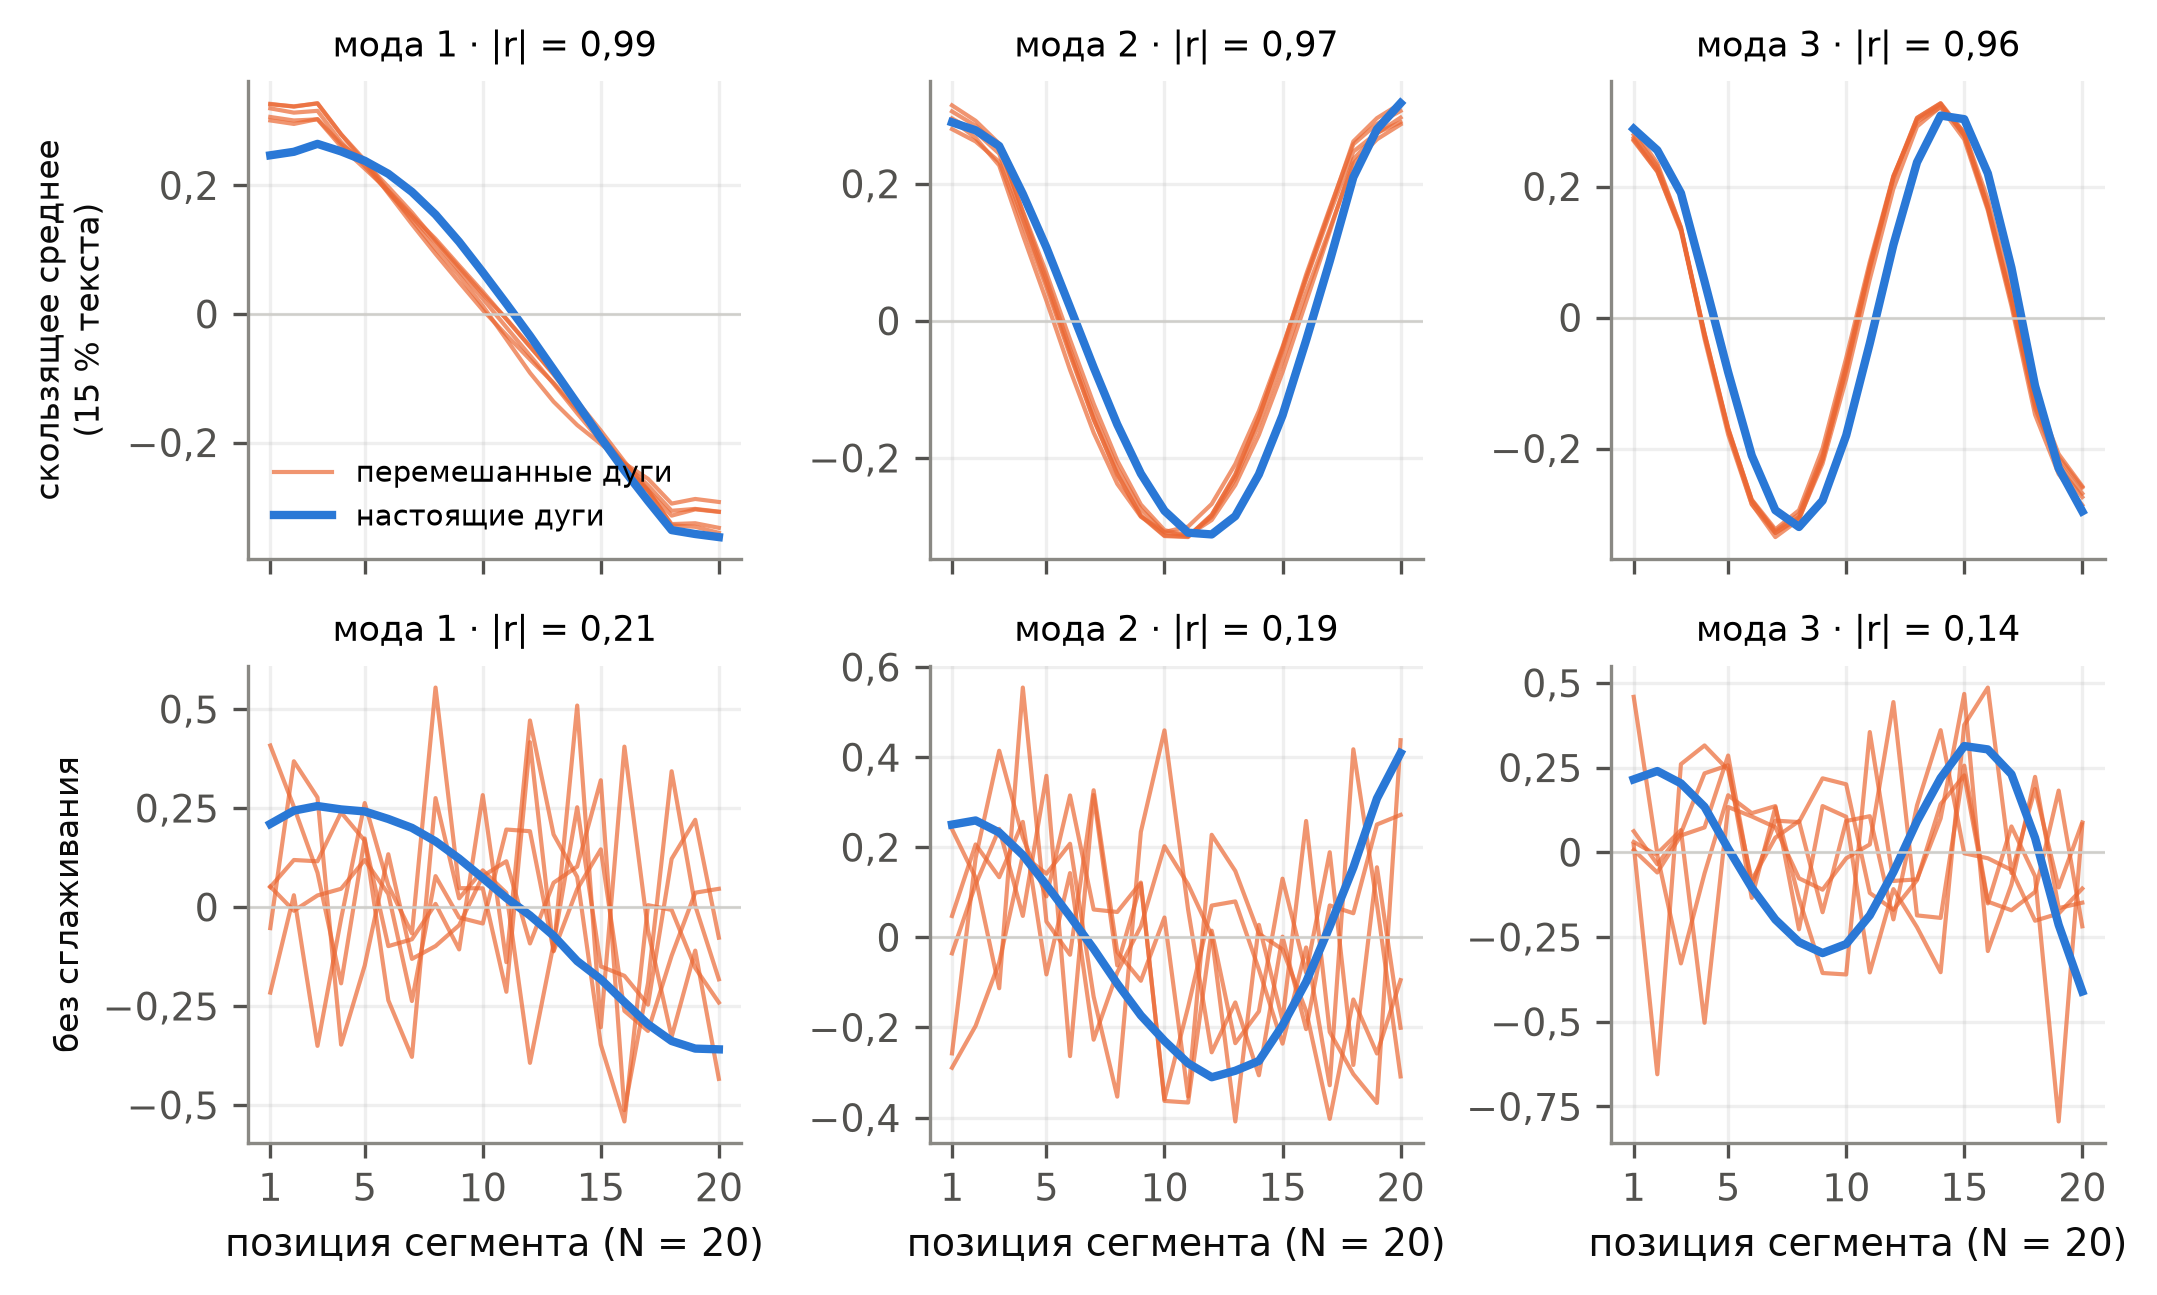 мода 1 · |r| = 0,99
мода 2 · |r| = 0,97
мода 3 · |r| = 0,96
скользящее среднее
(15 % текста)
0,2
0
−0,2
перемешанные дуги
настоящие дуги
0,2
0
−0,2
0,2
0
−0,2
мода 1 · |r| = 0,21
мода 2 · |r| = 0,19
мода 3 · |r| = 0,14
без сглаживания
0,5
0,25
0
−0,25
−0,5
1 5 10 15 20
позиция сегмента (N = 20)
0,6
0,4
0,2
0
−0,2
−0,4
1 5 10 15 20
позиция сегмента (N = 20)
0,5
0,25
0
−0,25
−0,5
−0,75
1 5 10 15 20
позиция сегмента (N = 20)